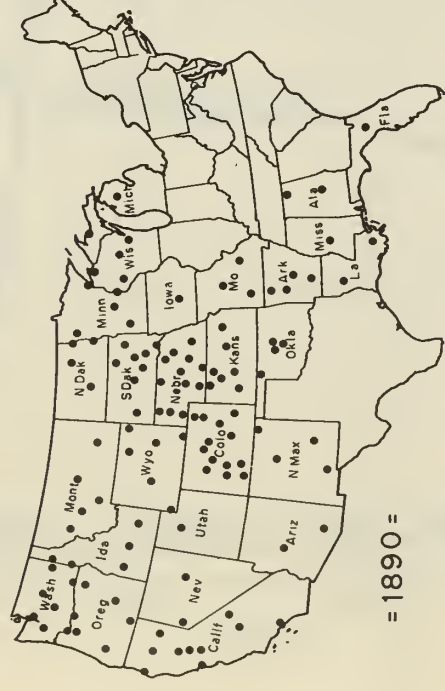 Wash
Oreg
Calif
Nev
Ida
Mont
Wyo
Utah
Ariz
Colo
N Max
N Dak
S Dak
Nebr
Kans
Okla
Minn
Iowa
Mo
Ark
La
Wis
Mich
Miss
Ala
Fla
=1890=